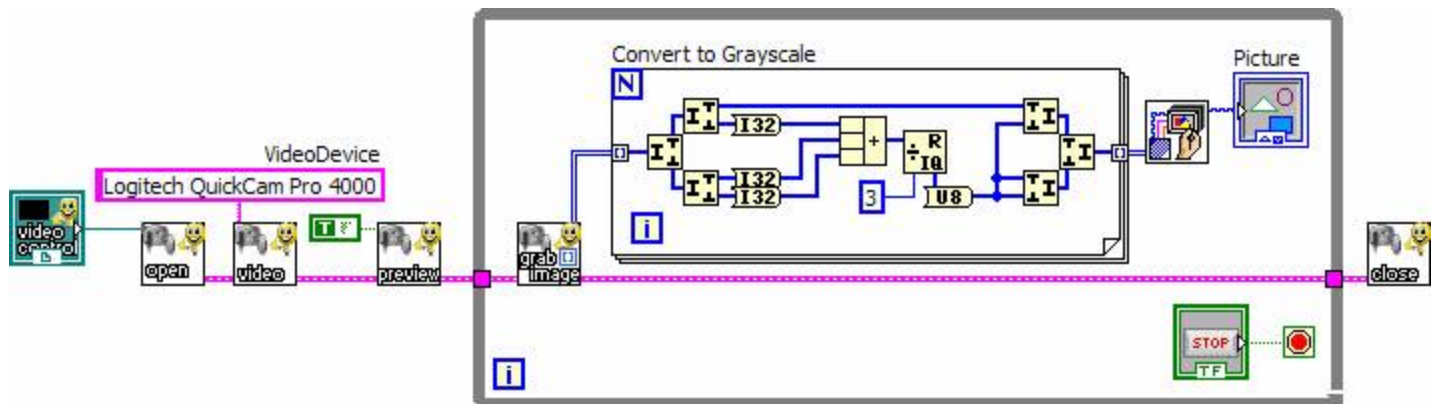 Convert to Grayscale
Picture
N
I32
I32
I32
+
÷ R
IQ
3
U8
i
VideoDevice
Logitech QuickCam Pro 4000
video
control
open
video
T F
preview
grab
image
close
STOP
TF
i